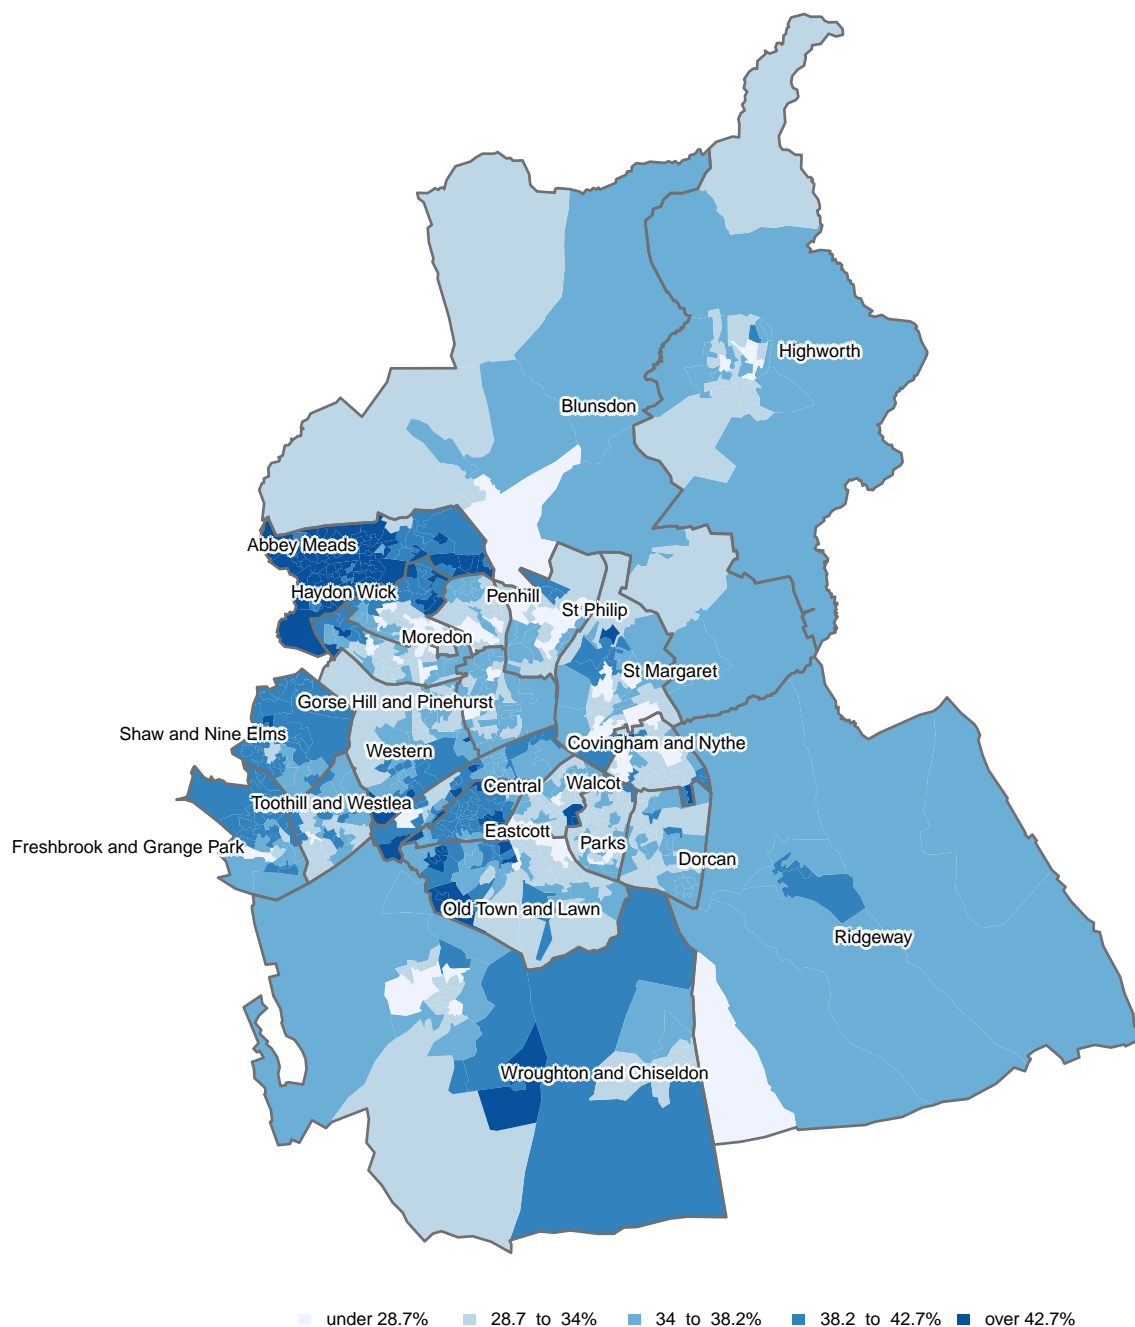 Highworth
Blunsdon
Abbey Meads
Haydon Wick
Penhill
St Philip
Moredon
St Margaret
Gorse Hill and Pinehurst
Shaw and Nine Elms
Western
Covingham and Nythe
Central
Walcot
Toothill and Westlea
Eastcott
Parks
Freshbrook and Grange Park
Dorcan
Old Town and Lawn
Ridgeway
Wroughton and Chiseldon
under 28.7% 28.7 to 34% 34 to 38.2% 38.2 to 42.7% over 42.7%